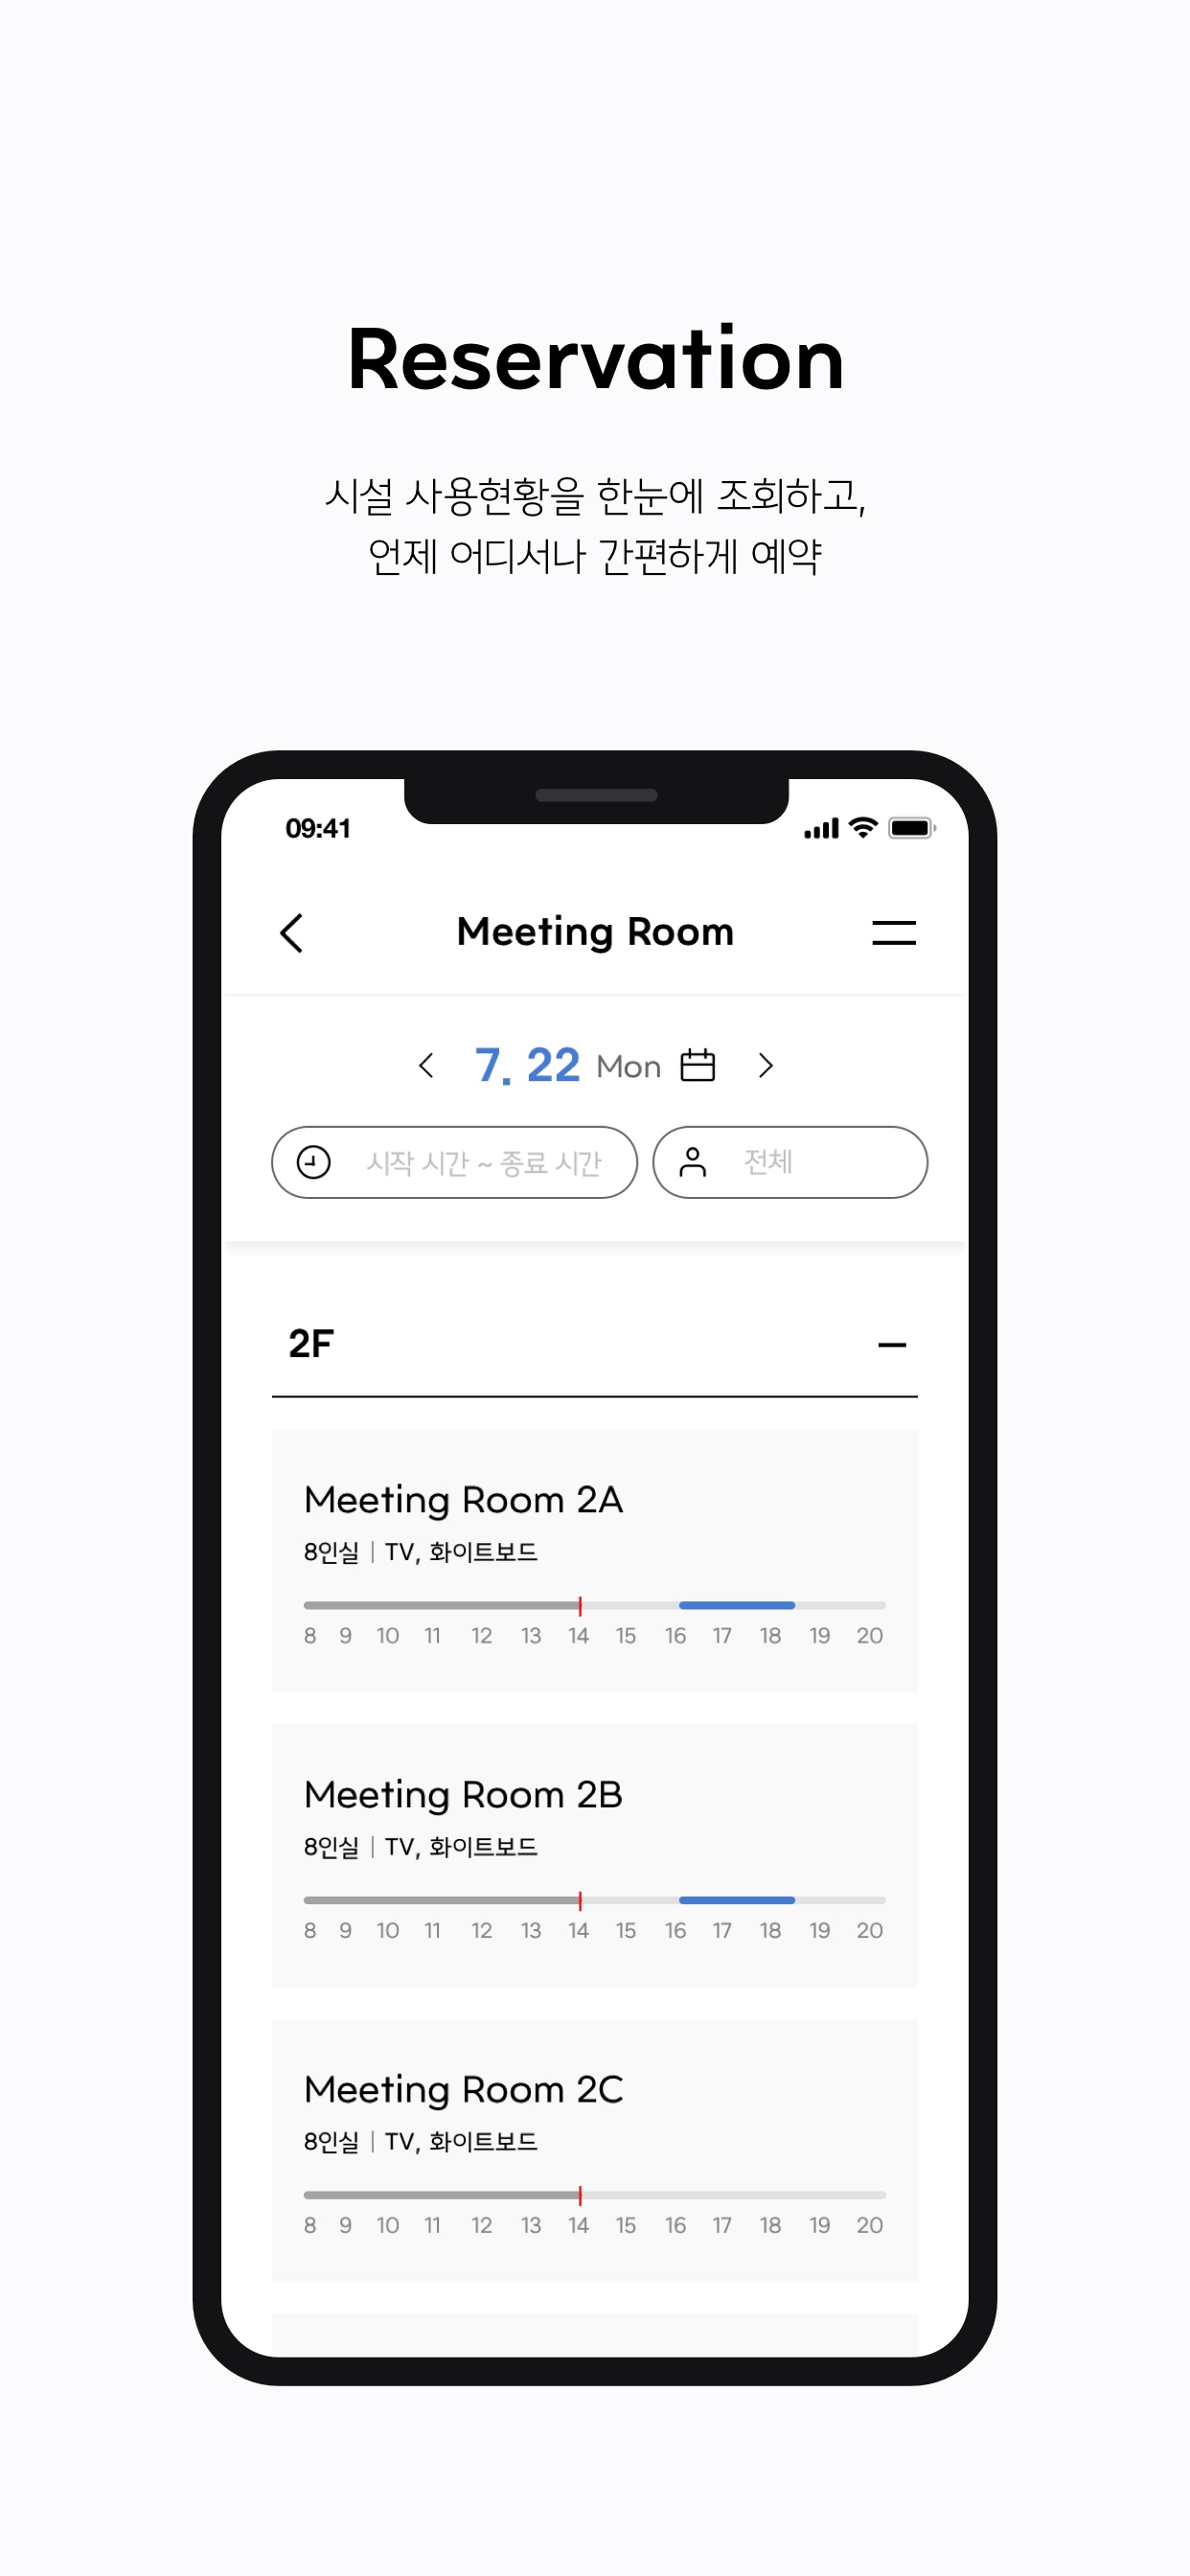 Reservation
시설 사용현황을 한눈에 조회하고,
언제 어디서나 간편하게 예약
09:41
Meeting Room
7. 22 Mon
시작 시간 ~ 종료 시간 전체
2F
Meeting Room 2A
8인실 | TV, 화이트보드
8 9 10 11 12 13 14 15 16 17 18 19 20
Meeting Room 2B
8인실 | TV, 화이트보드
8 9 10 11 12 13 14 15 16 17 18 19 20
Meeting Room 2C
8인실 | TV, 화이트보드
8 9 10 11 12 13 14 15 16 17 18 19 20